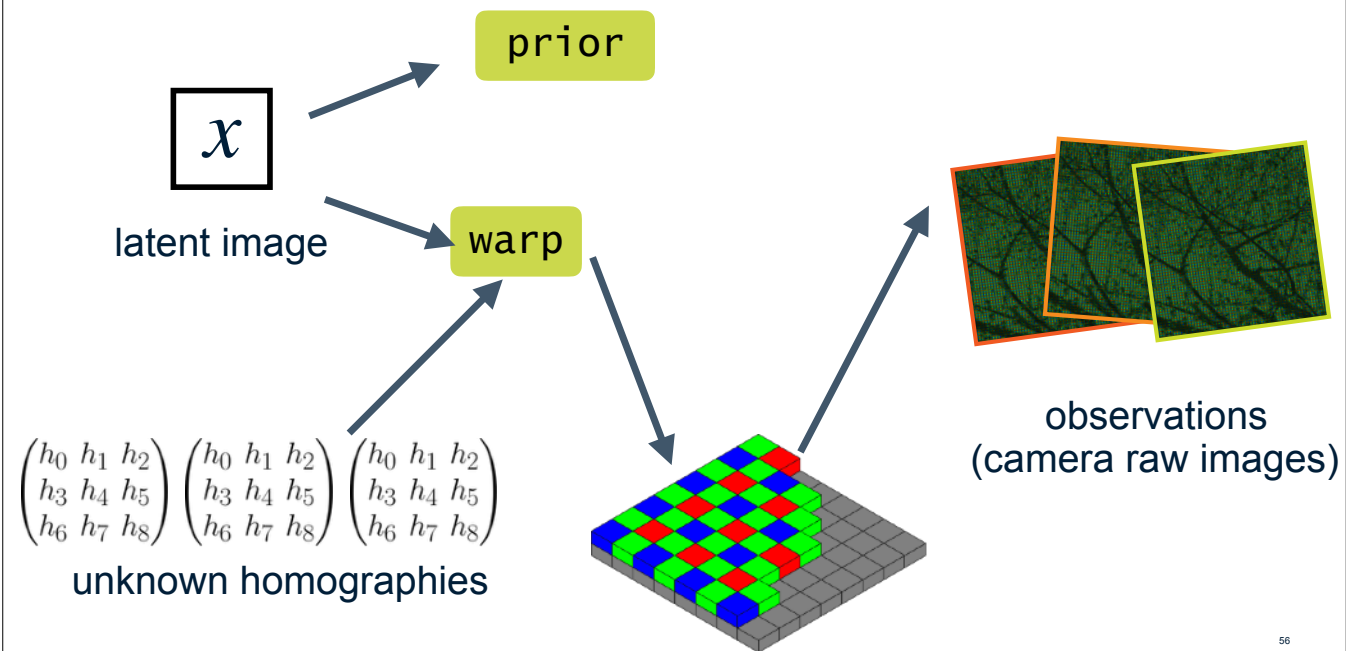 prior
x
latent image
warp
h0 h1 h2 h0 h1 h2 h0 h1 h2
h3 h4 h5 h3 h4 h5 h3 h4 h5
h6 h7 h8 h6 h7 h8 h6 h7 h8
unknown homographies
observations
(camera raw images)
56